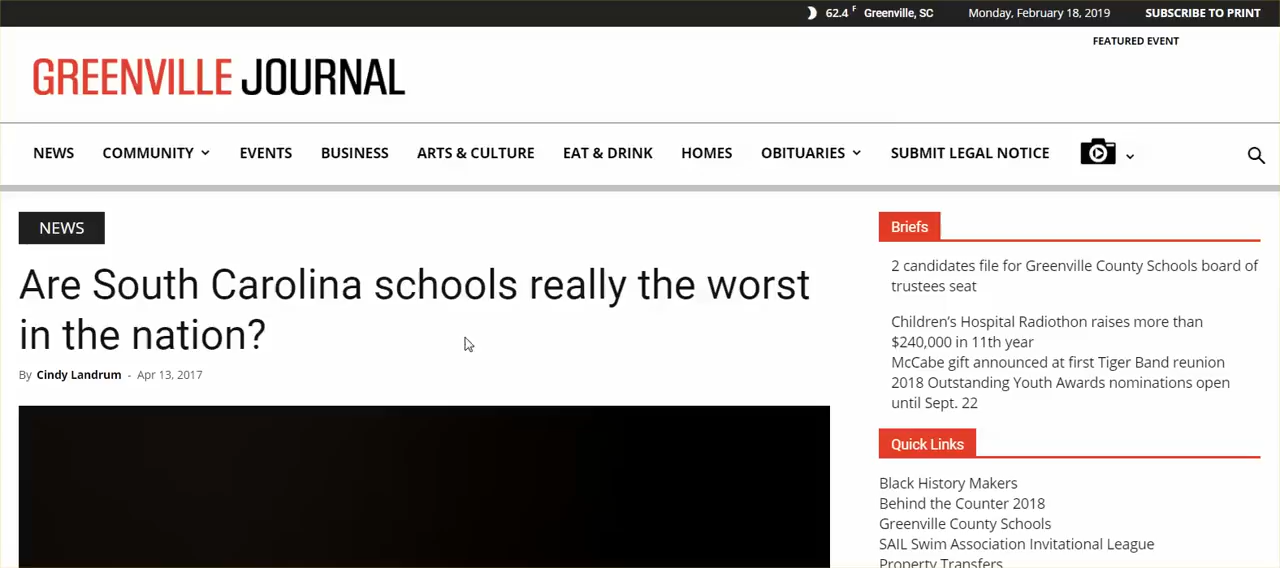 62.4 F Greenville, SC Monday, February 18, 2019 SUBSCRIBE TO PRINT
FEATURED EVENT
GREENVILLE JOURNAL
NEWS COMMUNITY EVENTS BUSINESS ARTS & CULTURE EAT & DRINK HOMES OBITUARIES SUBMIT LEGAL NOTICE
NEWS
Are South Carolina schools really the worst
in the nation?
By Cindy Landrum - Apr 13, 2017
Briefs
2 candidates file for Greenville County Schools board of
trustees seat
Children’s Hospital Radiothon raises more than
$240,000 in 11th year
McCabe gift announced at first Tiger Band reunion
2018 Outstanding Youth Awards nominations open
until Sept. 22
Quick Links
Black History Makers
Behind the Counter 2018
Greenville County Schools
SAIL Swim Association Invitational League
Property Transfers